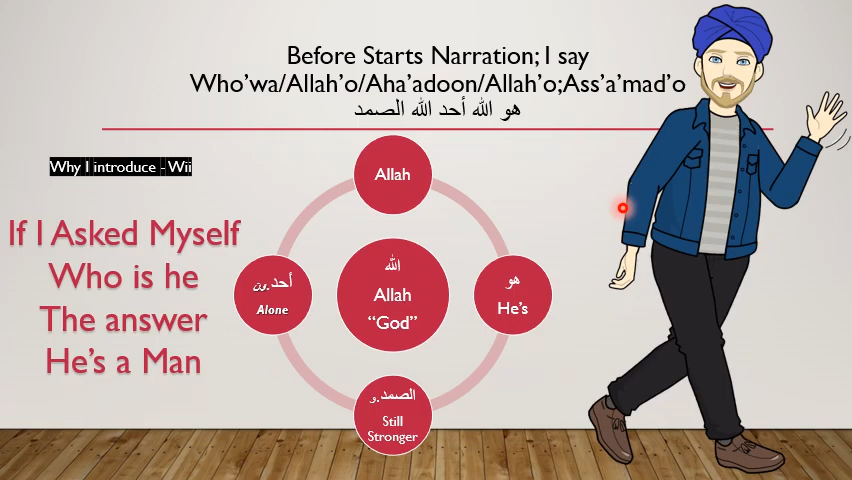 Before Starts Narration; I say
Who'wa/Allah'o/Aha'adoon/Allah'o;Ass'a'mad'o
هو الله أحد الله الصمد
Why I introduce - Wii
If I Asked Myself
Who is he
The answer
He's a Man
Allah
أحد.ون
Alone
الله
Allah
“God”
هو
He's
الصمد.و
Still
Stronger